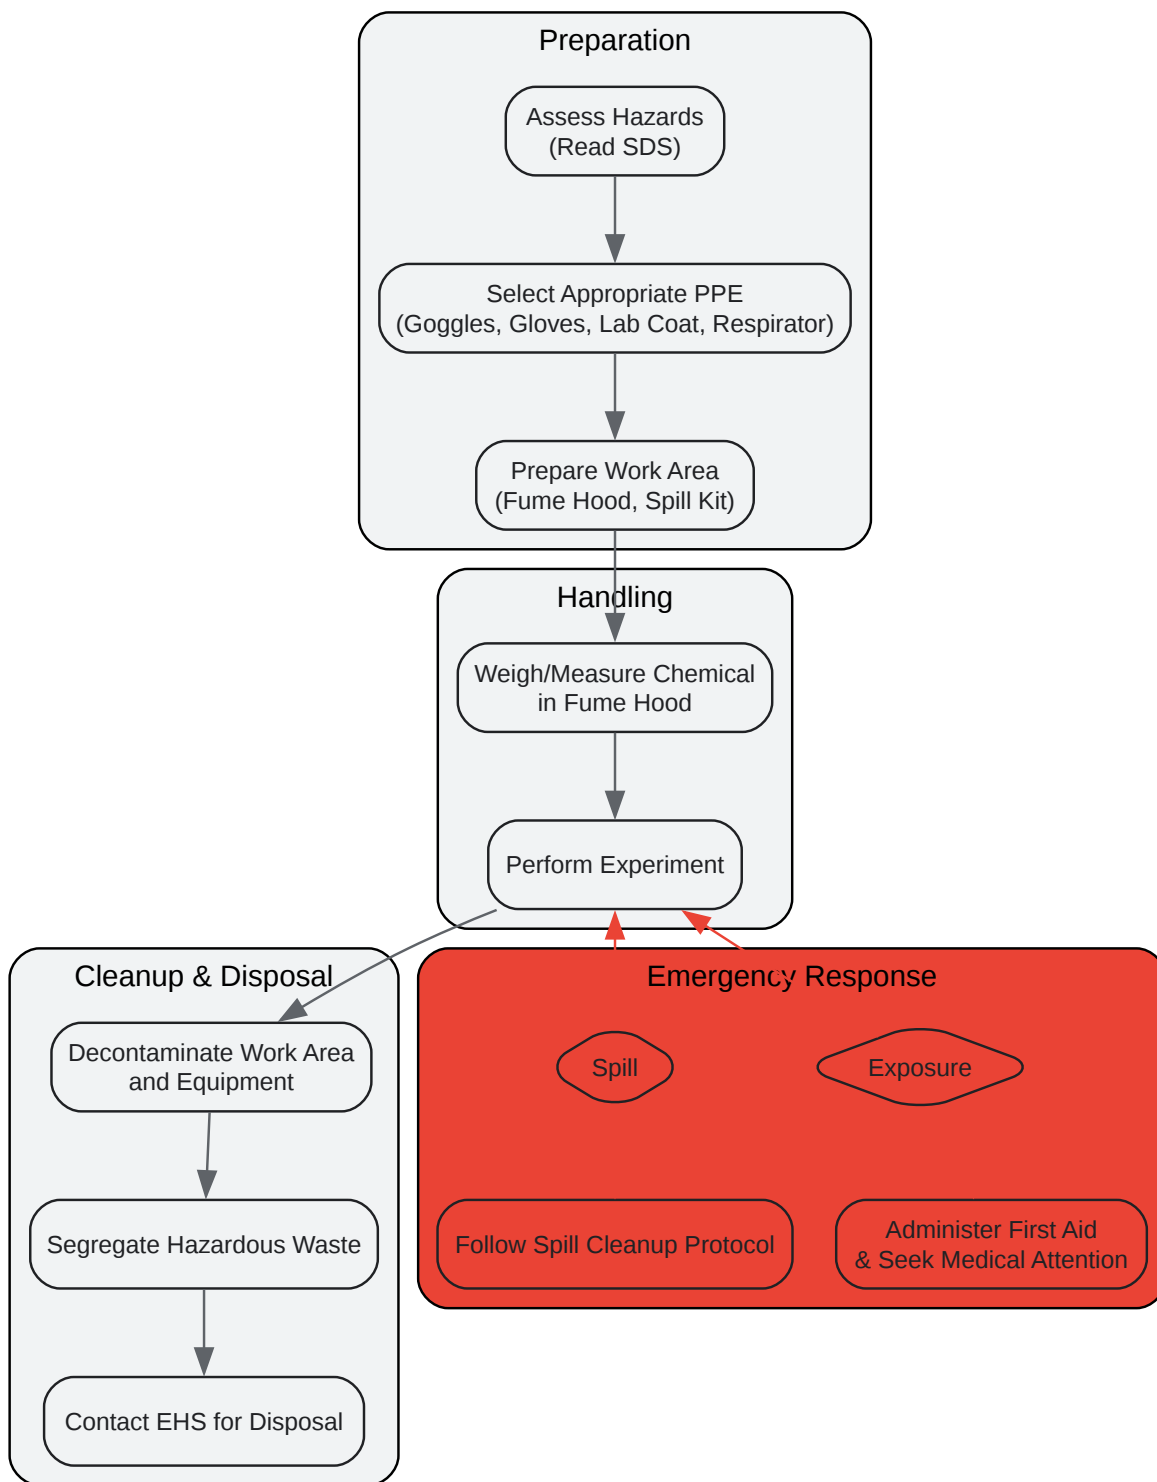 Preparation
Assess Hazards
(Read SDS)
Select Appropriate PPE
(Goggles, Gloves, Lab Coat, Respirator)
Prepare Work Area
(Fume Hood, Spill Kit)
Handling
Weigh/Measure Chemical
in Fume Hood
Perform Experiment
Cleanup & Disposal
Decontaminate Work Area
and Equipment
Segregate Hazardous Waste
Contact EHS for Disposal
Emergency Response
Spill
Exposure
Follow Spill Cleanup Protocol
Administer First Aid
& Seek Medical Attention